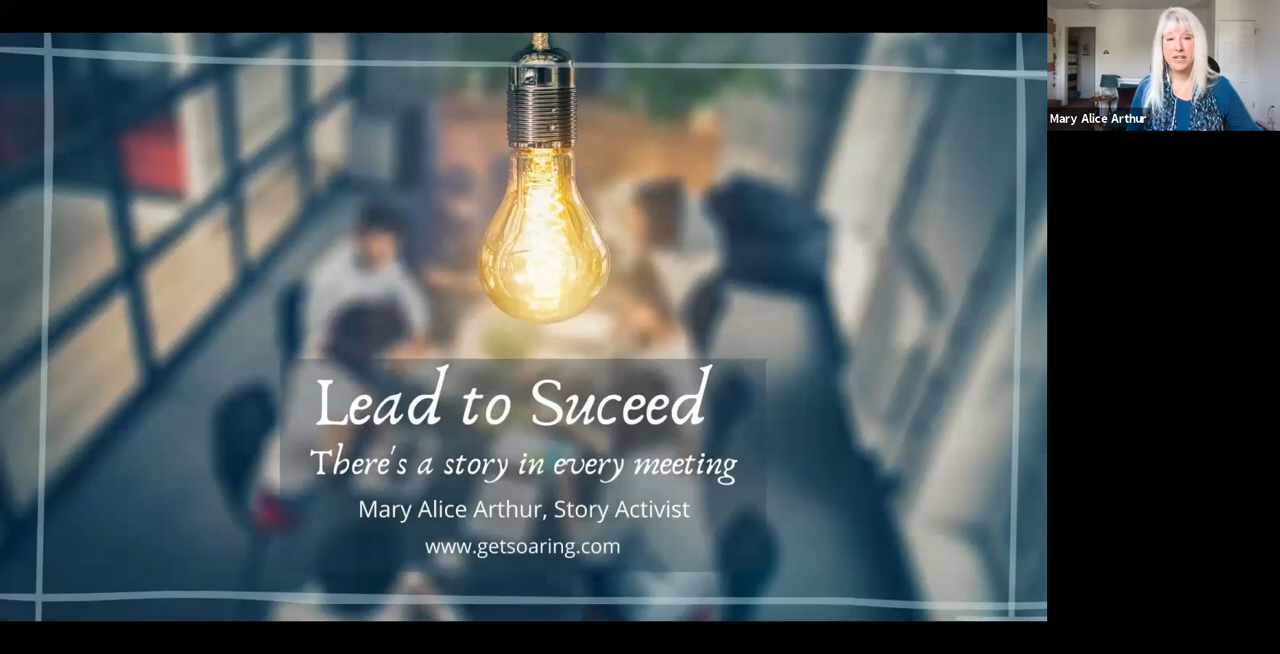 Mary Alice Arthur
Lead to Suceed
There's a story in every meeting
Mary Alice Arthur, Story Activist
www.getsoaring.com